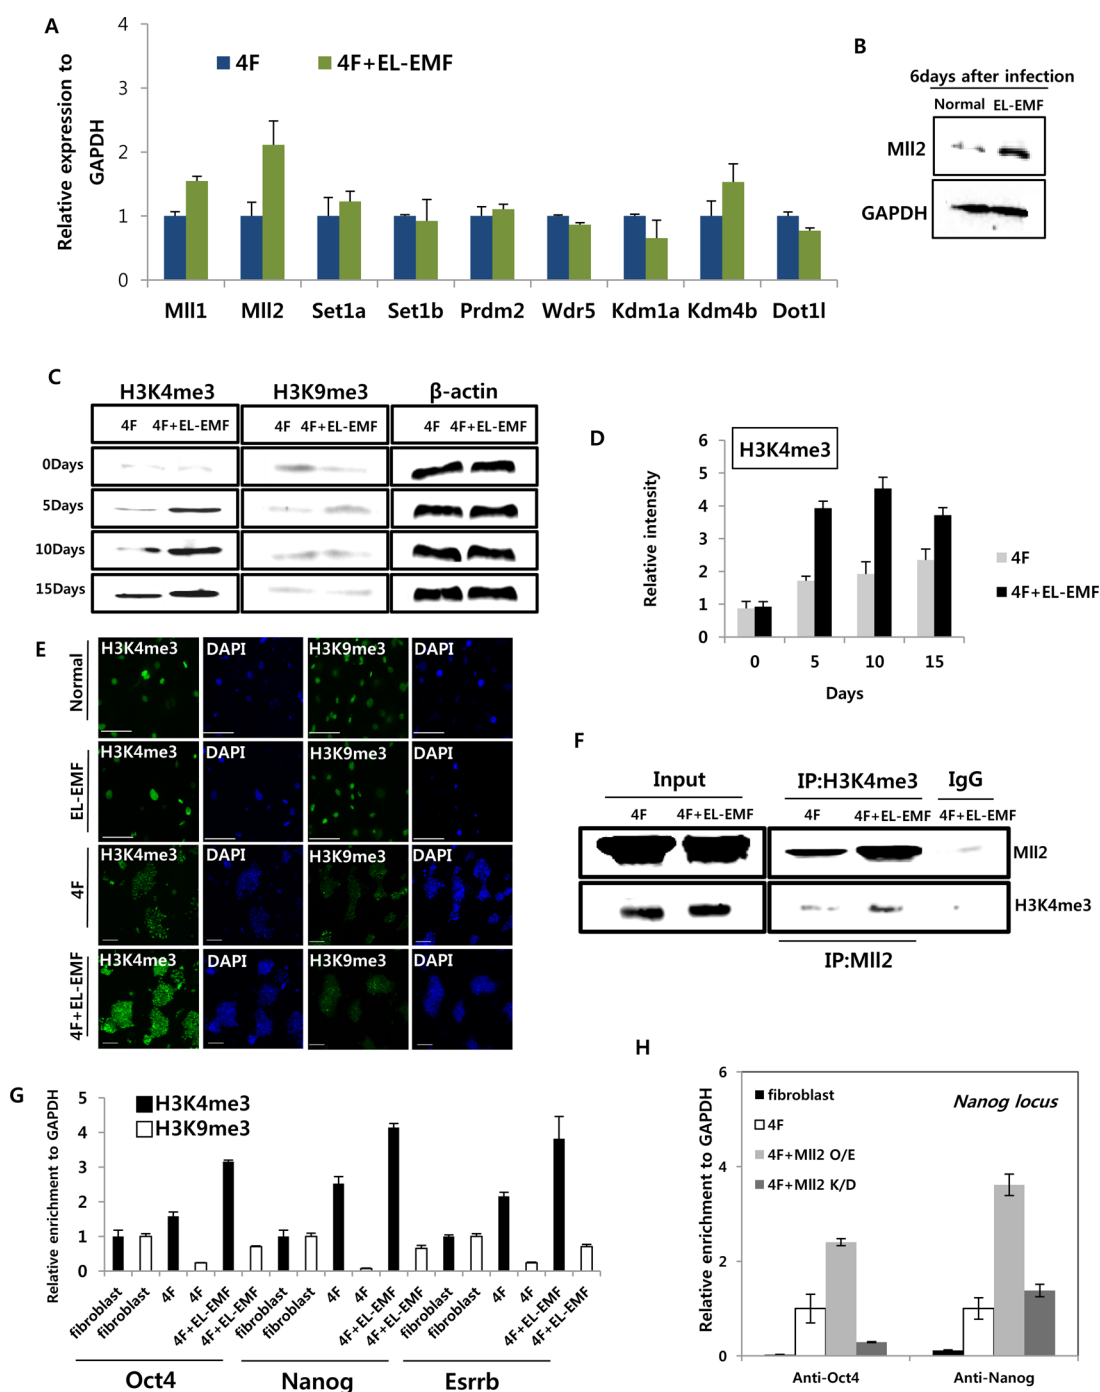 A
4
3
2
1
0
Relative expression to
GAPDH
4F
4F+EL-EMF
Mll1 Mll2 Set1a Set1b Prdm2 Wdr5 Kdm1a Kdm4b Dot1l
B
6days after infection
Normal EL-EMF
Mll2
GAPDH
C
H3K4me3 H3K9me3 β-actin
4F 4F+EL-EMF 4F 4F+EL-EMF 4F 4F+EL-EMF
0Days
5Days
10Days
15Days
D
H3K4me3
6
5
4
3
2
1
0
Relative intensity
4F
4F+EL-EMF
0 5 10 15
Days
E
Normal
H3K4me3 DAPI H3K9me3 DAPI
EL-EMF
H3K4me3 DAPI H3K9me3 DAPI
4F
H3K4me3 DAPI H3K9me3 DAPI
4F+EL-EMF
H3K4me3 DAPI H3K9me3 DAPI
F
Input IP:H3K4me3 IgG
4F 4F+EL-EMF 4F 4F+EL-EMF 4F+EL-EMF
Mll2
H3K4me3
IP:Mll2
G
5
4
3
2
1
0
Relative enrichment to GAPDH
H3K4me3
H3K9me3
fibroblast fibroblast 4F 4F 4F+EL-EMF 4F+EL-EMF fibroblast fibroblast 4F 4F 4F+EL-EMF 4F+EL-EMF fibroblast fibroblast 4F 4F 4F+EL-EMF 4F+EL-EMF
Oct4 Nanog Esrrb
H
6
4
2
0
Relative enrichment to GAPDH
fibroblast
4F
4F+Mll2 O/E
4F+Mll2 K/D
Nanog locus
Anti-Oct4 Anti-Nanog